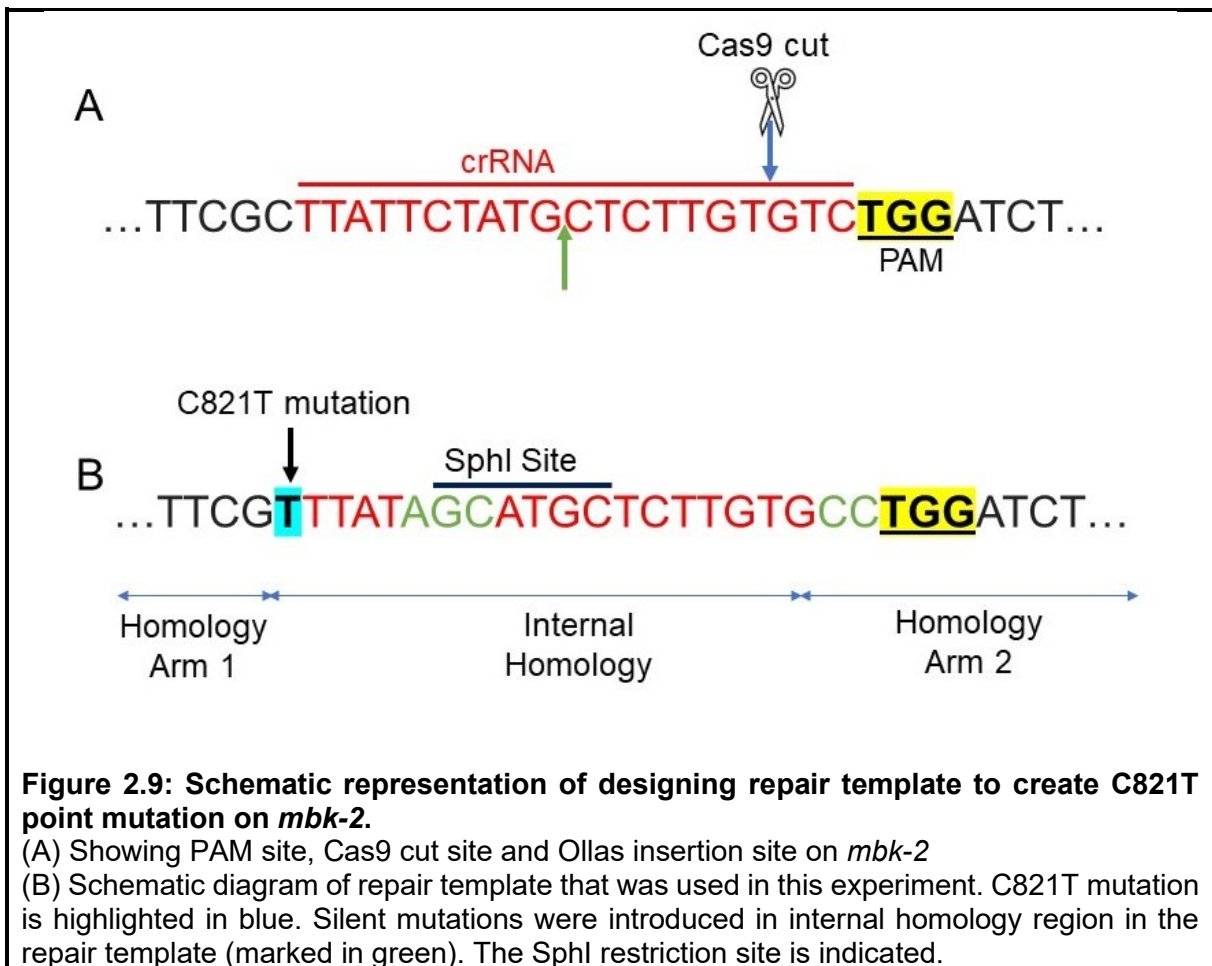 Cas9 cut
A
crRNA
...TTCGCTTATTCTATGCTCTTGTGTCTGGATCT...
PAM
C821T mutation
SphI Site
B
...TTCGTTTATAGCATGCTCTTGTGCCTGGATCT...
Homology Arm 1
Internal Homology
Homology Arm 2
Figure 2.9: Schematic representation of designing repair template to create C821T
point mutation on mbk-2.
(A) Showing PAM site, Cas9 cut site and Ollas insertion site on mbk-2
(B) Schematic diagram of repair template that was used in this experiment. C821T mutation
is highlighted in blue. Silent mutations were introduced in internal homology region in the
repair template (marked in green). The SphI restriction site is indicated.